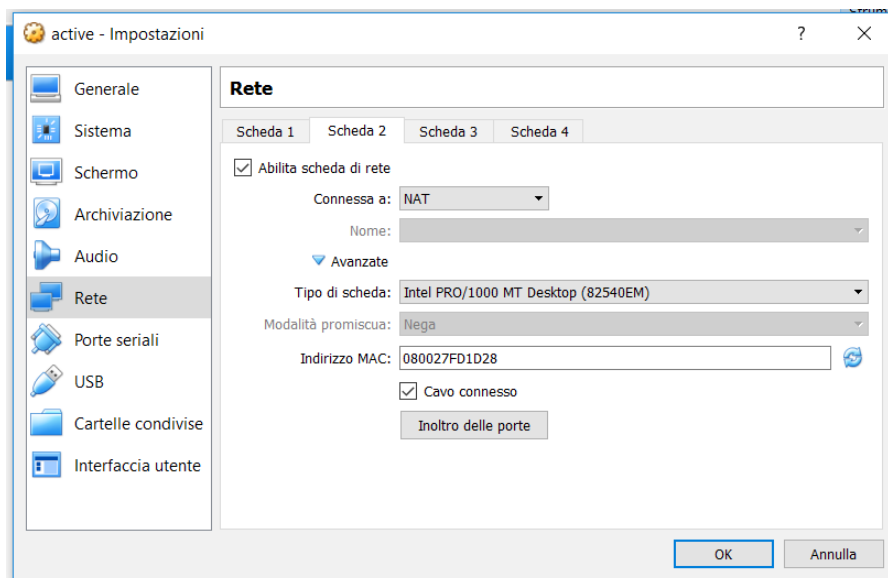 active - Impostazioni ?
Generale
Sistema
Schermo
Archiviazione
Audio
Rete
Porte seriali
USB
Cartelle condivise
Interfaccia utente
Rete
Scheda 1 Scheda 2 Scheda 3 Scheda 4
Abilita scheda di rete
Connessa a: NAT
Nome:
Avanzate
Tipo di scheda: Intel PRO/1000 MT Desktop (82540EM)
Modalità promiscua: Nega
Indirizzo MAC: 080027FD1D28
Cavo connesso
Inoltro delle porte
OK Annulla